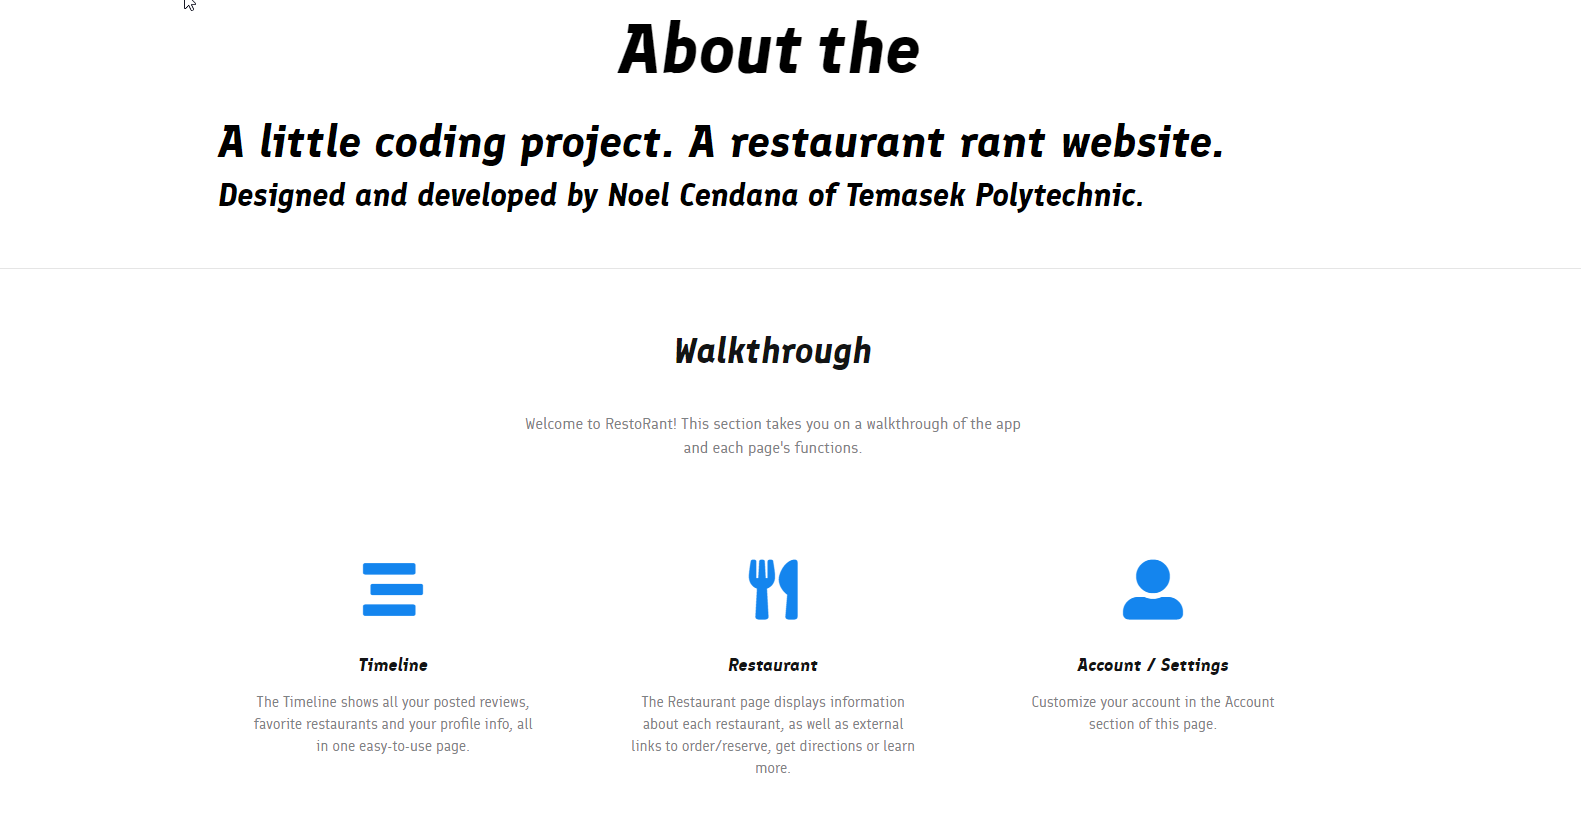 About the
A little coding project. A restaurant rant website.
Designed and developed by Noel Cendana of Temasek Polytechnic.
Walkthrough
Welcome to RestoRant! This section takes you on a walkthrough of the app
and each page's functions.
Timeline
The Timeline shows all your posted reviews,
favorite restaurants and your profile info, all
in one easy-to-use page.
Restaurant
The Restaurant page displays information
about each restaurant, as well as external
links to order/reserve, get directions or learn
more.
Account / Settings
Customize your account in the Account
section of this page.